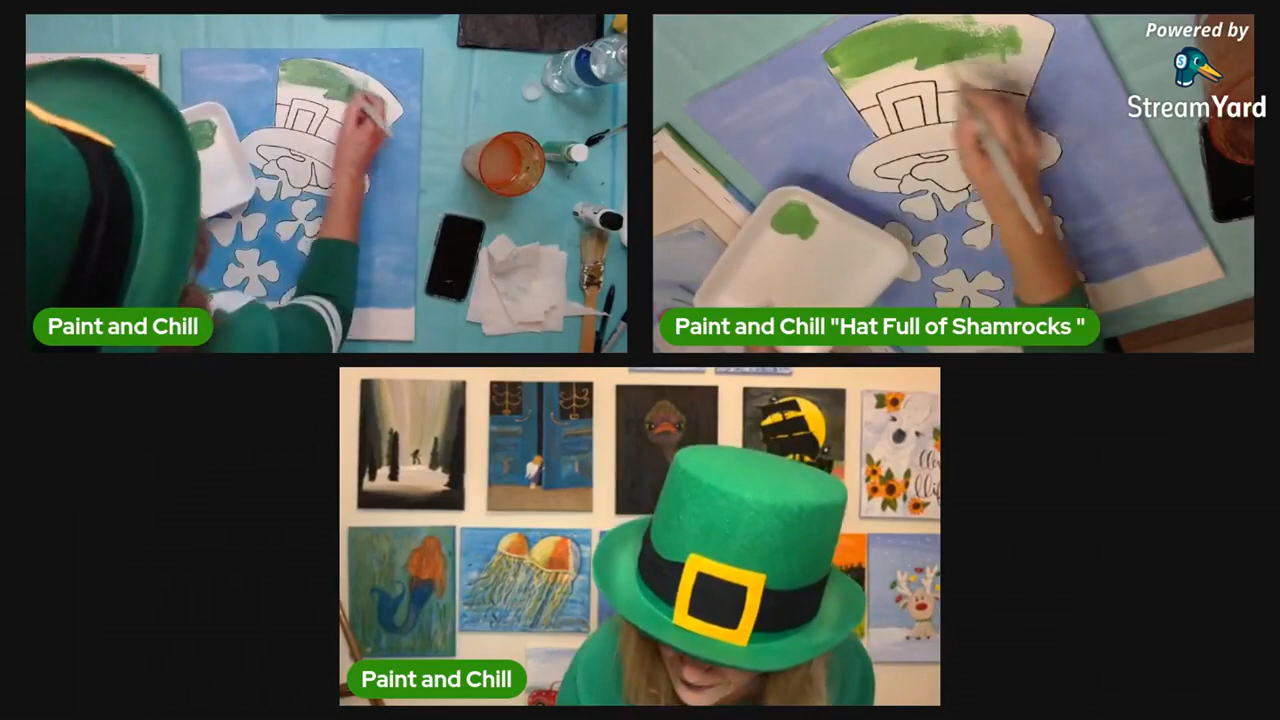 Powered by
StreamYard
Paint and Chill
Paint and Chill "Hat Full of Shamrocks "
Paint and Chill